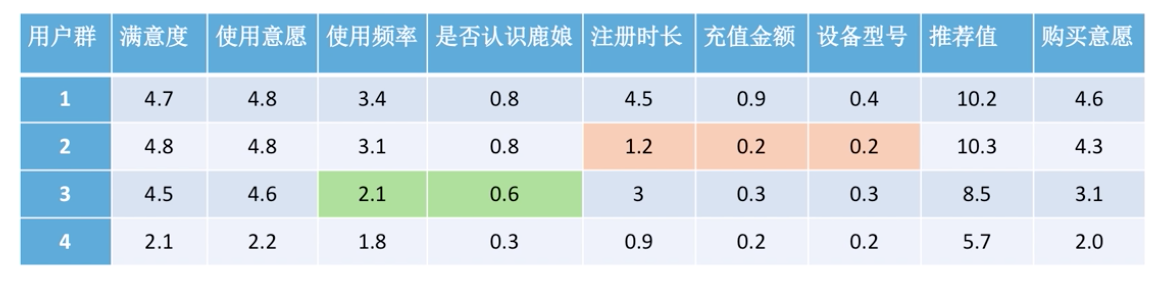 用户群 满意度 使用意愿 使用频率 是否认识鹿娘 注册时长 充值金额 设备型号 推荐值 购买意愿
1 4.7 4.8 3.4 0.8 4.5 0.9 0.4 10.2 4.6
2 4.8 4.8 3.1 0.8 1.2 0.2 0.2 10.3 4.3
3 4.5 4.6 2.1 0.6 3 0.3 0.3 8.5 3.1
4 2.1 2.2 1.8 0.3 0.9 0.2 0.2 5.7 2.0